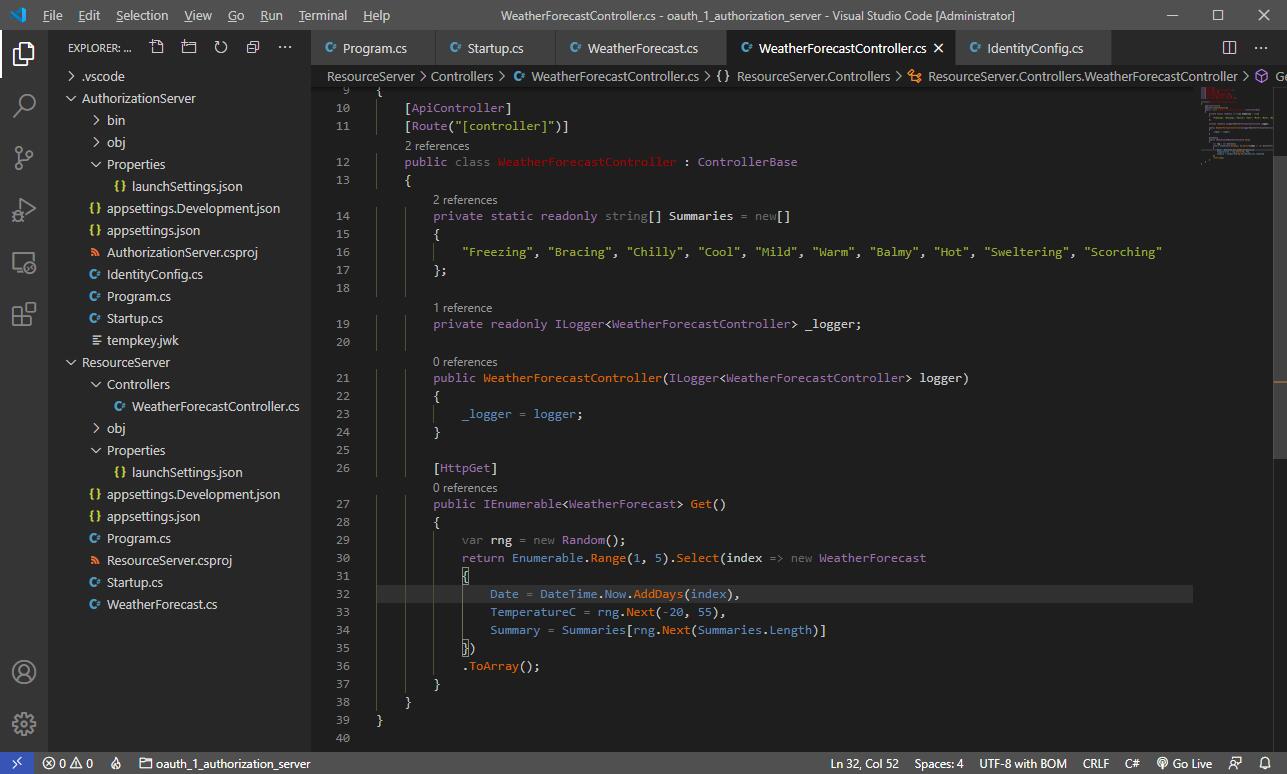 File Edit Selection View Go Run Terminal Help WeatherForecastController.cs - oauth_1_authorization_server - Visual Studio Code [Administrator]
EXPLORER: ...
.vscode
AuthorizationServer
bin
obj
Properties
{} launchSettings.json
{} appsettings.Development.json
{} appsettings.json
AuthorizationServer.csproj
C# IdentityConfig.cs
C# Program.cs
C# Startup.cs
tempkey.jwk
ResourceServer
Controllers
C# WeatherForecastController.cs
obj
Properties
{} launchSettings.json
{} appsettings.Development.json
{} appsettings.json
C# Program.cs
ResourceServer.csproj
C# Startup.cs
C# WeatherForecast.cs
C# Program.cs C# Startup.cs C# WeatherForecast.cs C# WeatherForecastController.cs C# IdentityConfig.cs
ResourceServer > Controllers > C# WeatherForecastController.cs > {} ResourceServer.Controllers > ResourceServer.Controllers.WeatherForecastController > Ge
9 {
10 [ApiController]
11 [Route("[controller]")]
2 references
12 public class WeatherForecastController : ControllerBase
13 {
2 references
14 private static readonly string[] Summaries = new[]
15 {
16 "Freezing", "Bracing", "Chilly", "Cool", "Mild", "Warm", "Balmy", "Hot", "Sweltering", "Scorching"
17 };
18
1 reference
19 private readonly ILogger<WeatherForecastController> _logger;
20
0 references
21 public WeatherForecastController(ILogger<WeatherForecastController> logger)
22 {
23 _logger = logger;
24 }
25
26 [HttpGet]
0 references
27 public IEnumerable<WeatherForecast> Get()
28 {
29 var rng = new Random();
30 return Enumerable.Range(1, 5).Select(index => new WeatherForecast
31 {
32 Date = DateTime.Now.AddDays(index),
33 TemperatureC = rng.Next(-20, 55),
34 Summary = Summaries[rng.Next(Summaries.Length)]
35 })
36 .ToArray();
37 }
38 }
39 }
40
0 0 oauth_1_authorization_server Ln 32, Col 52 Spaces: 4 UTF-8 with BOM CRLF C# Go Live